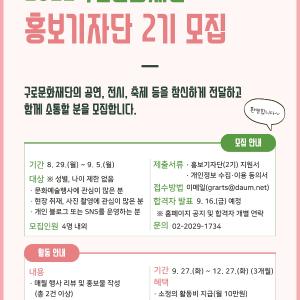 홍보기자단 2기 모집
구로문화재단의 공연, 전시, 축제 등을 참신하게 전달하고
함께 소통할 분을 모집합니다.
환영합니다~
모집 안내
기간 8. 29.(월) ~ 9. 5.(월)
대상 ※ 성별, 나이 제한 없음
· 문화예술행사에 관심이 많은 분
· 현장 취재, 사진 촬영에 관심이 많은 분
· 개인 블로그 또는 SNS를 운영하는 분
모집인원 4명 내외
제출서류 · 홍보기자단(2기) 지원서
· 개인정보 수집·이용 동의서
접수방법 이메일(grarts@daum.net)
합격자 발표 9. 16.(금) 예정
※ 홈페이지 공지 및 합격자 개별 연락
문의 02-2029-1734
활동 안내
내용
· 매월 행사 리뷰 및 홍보물 작성
(총 2건 이상)
기간 9. 27.(화) ~ 12. 27.(화) (3개월)
혜택
· 소정의 활동비 지급(월 10만원)